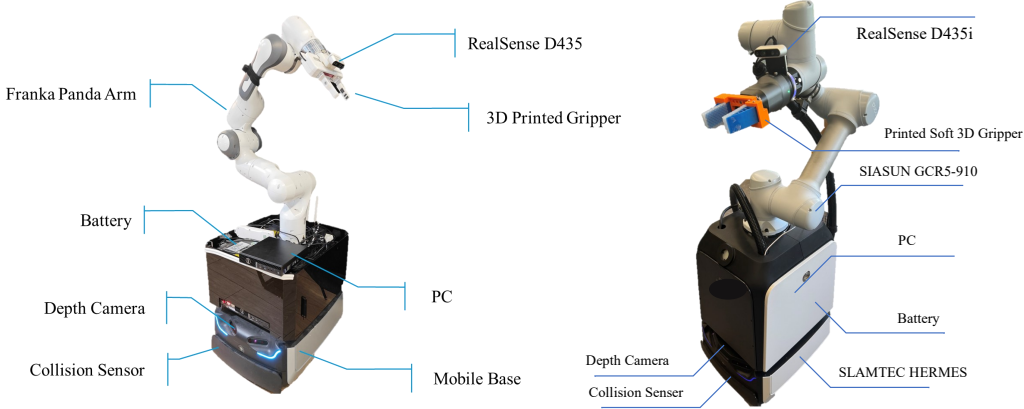 RealSense D435
Franka Panda Arm
3D Printed Gripper
Battery
PC
Depth Camera
Collision Sensor
Mobile Base
RealSense D435i
Printed Soft 3D Gripper
SIASUN GCR5-910
PC
Battery
Depth Camera
SLAMTEC HERMES
Collision Senser